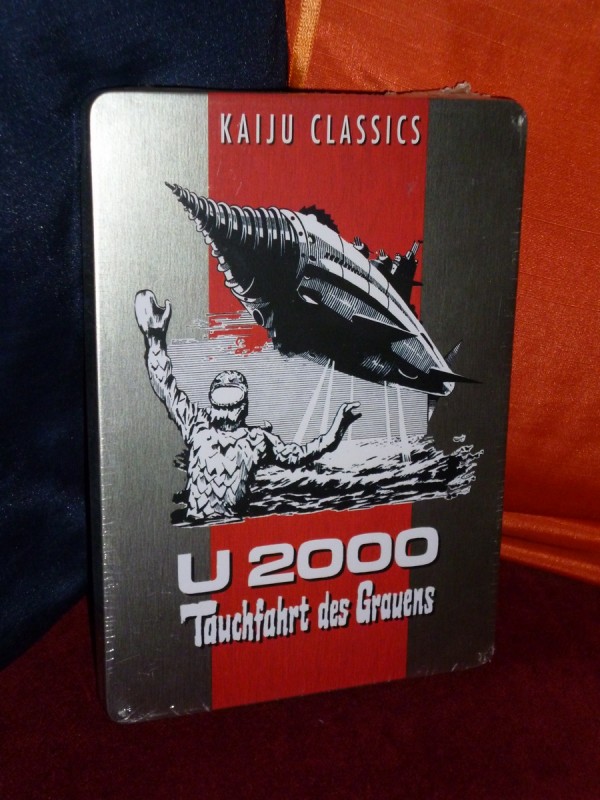 KAIJU CLASSICS
U 2000
Tauchfahrt des Grauens